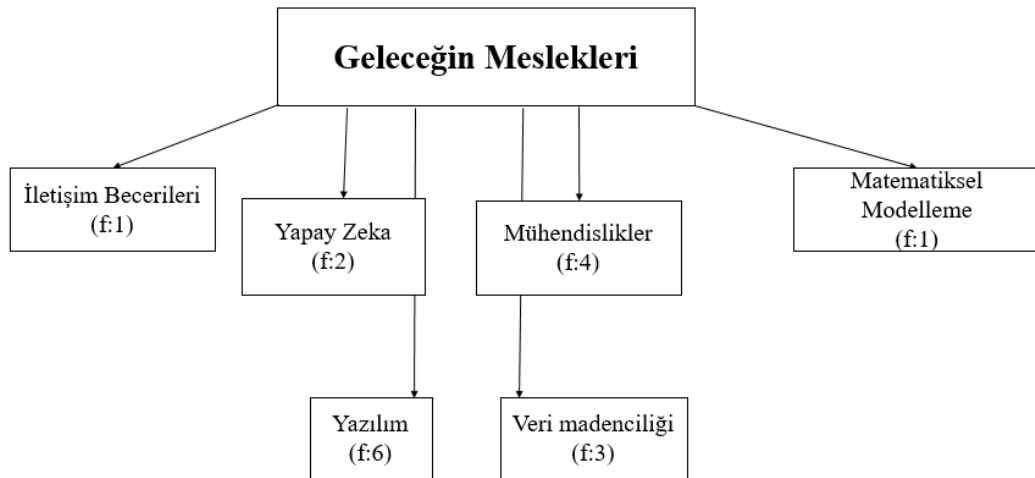 Geleceğin Meslekleri
İletişim Becerileri
(f:1)
Yapay Zeka
(f:2)
Mühendislikler
(f:4)
Matematiksel
Modelleme
(f:1)
Yazılım
(f:6)
Veri madenciliği
(f:3)